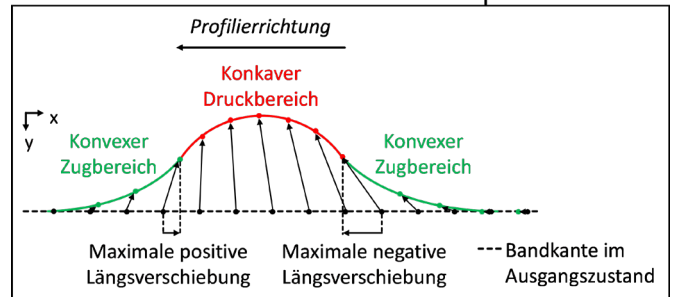 Profilierrichtung
Konkaver
Druckbereich
x
y
Konvexer
Zugbereich
Konvexer
Zugbereich
Maximale positive
Längsverschiebung
Maximale negative
Längsverschiebung
Bandkante im
Ausgangszustand